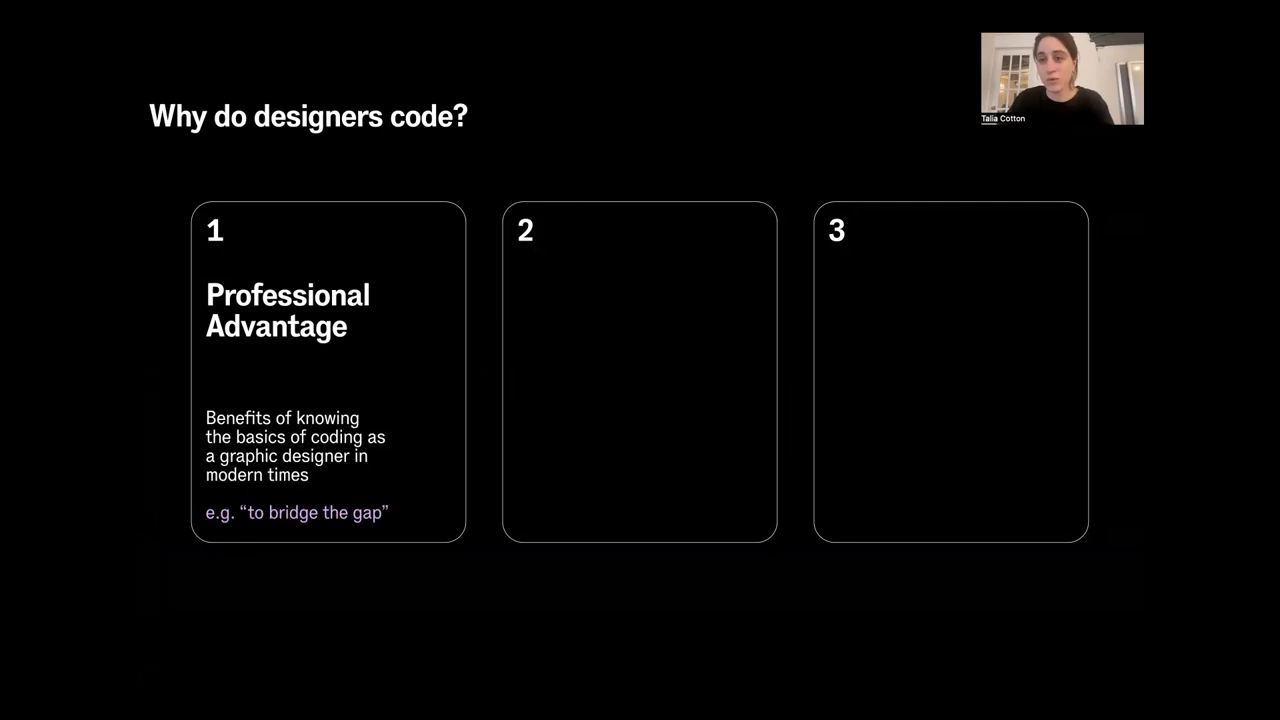 Why do designers code?
Talia Cotton
1
Professional
Advantage
Benefits of knowing
the basics of coding as
a graphic designer in
modern times
e.g. “to bridge the gap”
2
3